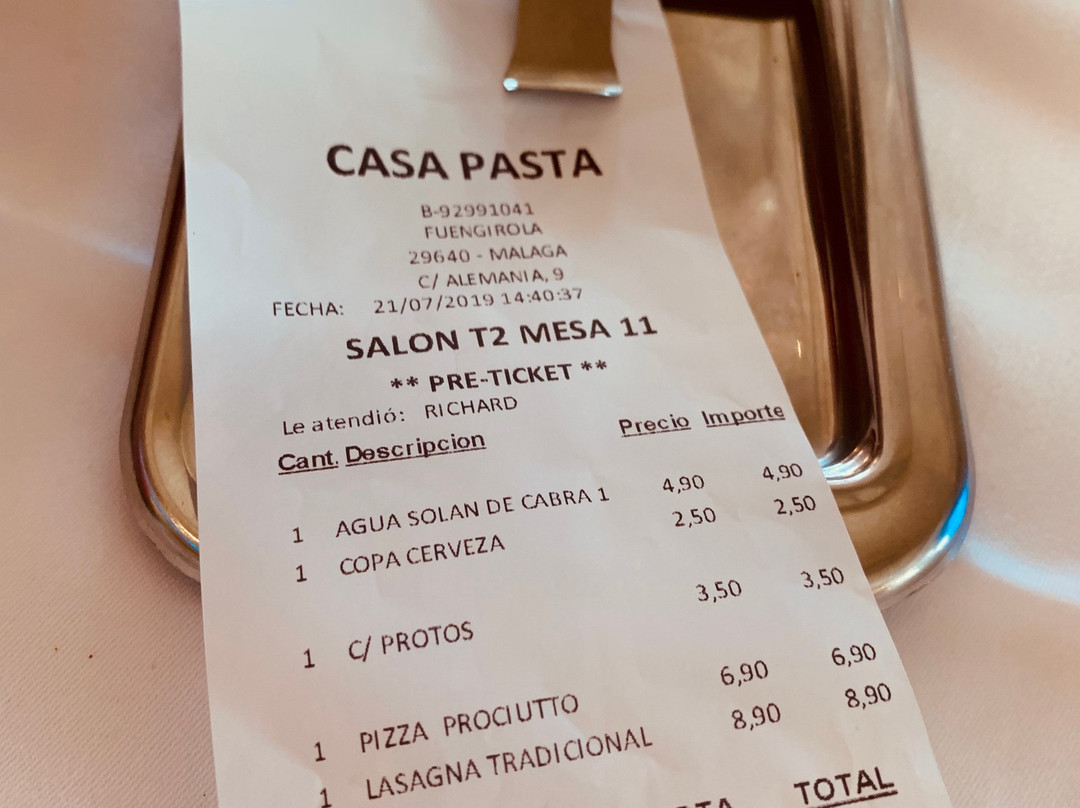 CASA PASTA
B-92991041
FUENGIROLA
29640 - MALAGA
C/ ALEMANIA, 9
FECHA: 21/07/2019 14:40:37
SALON T2 MESA 11
** PRE-TICKET **
Le atendió: RICHARD
Cant. Descripcion Precio Importe
1 AGUA SOLAN DE CABRA 1 4,90 4,90
1 COPA CERVEZA 2,50 2,50
1 C/ PROTOS 3,50 3,50
1 PIZZA PROCIUTTO 6,90 6,90
1 LASAGNA TRADICIONAL 8,90 8,90
TOTAL